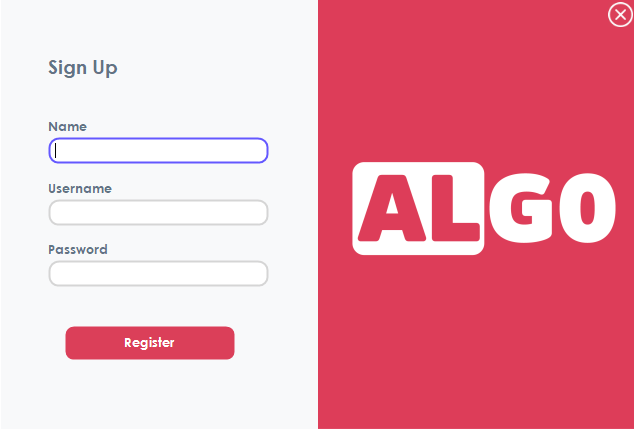 Sign Up
Name
Username
Password
Register
ALGO